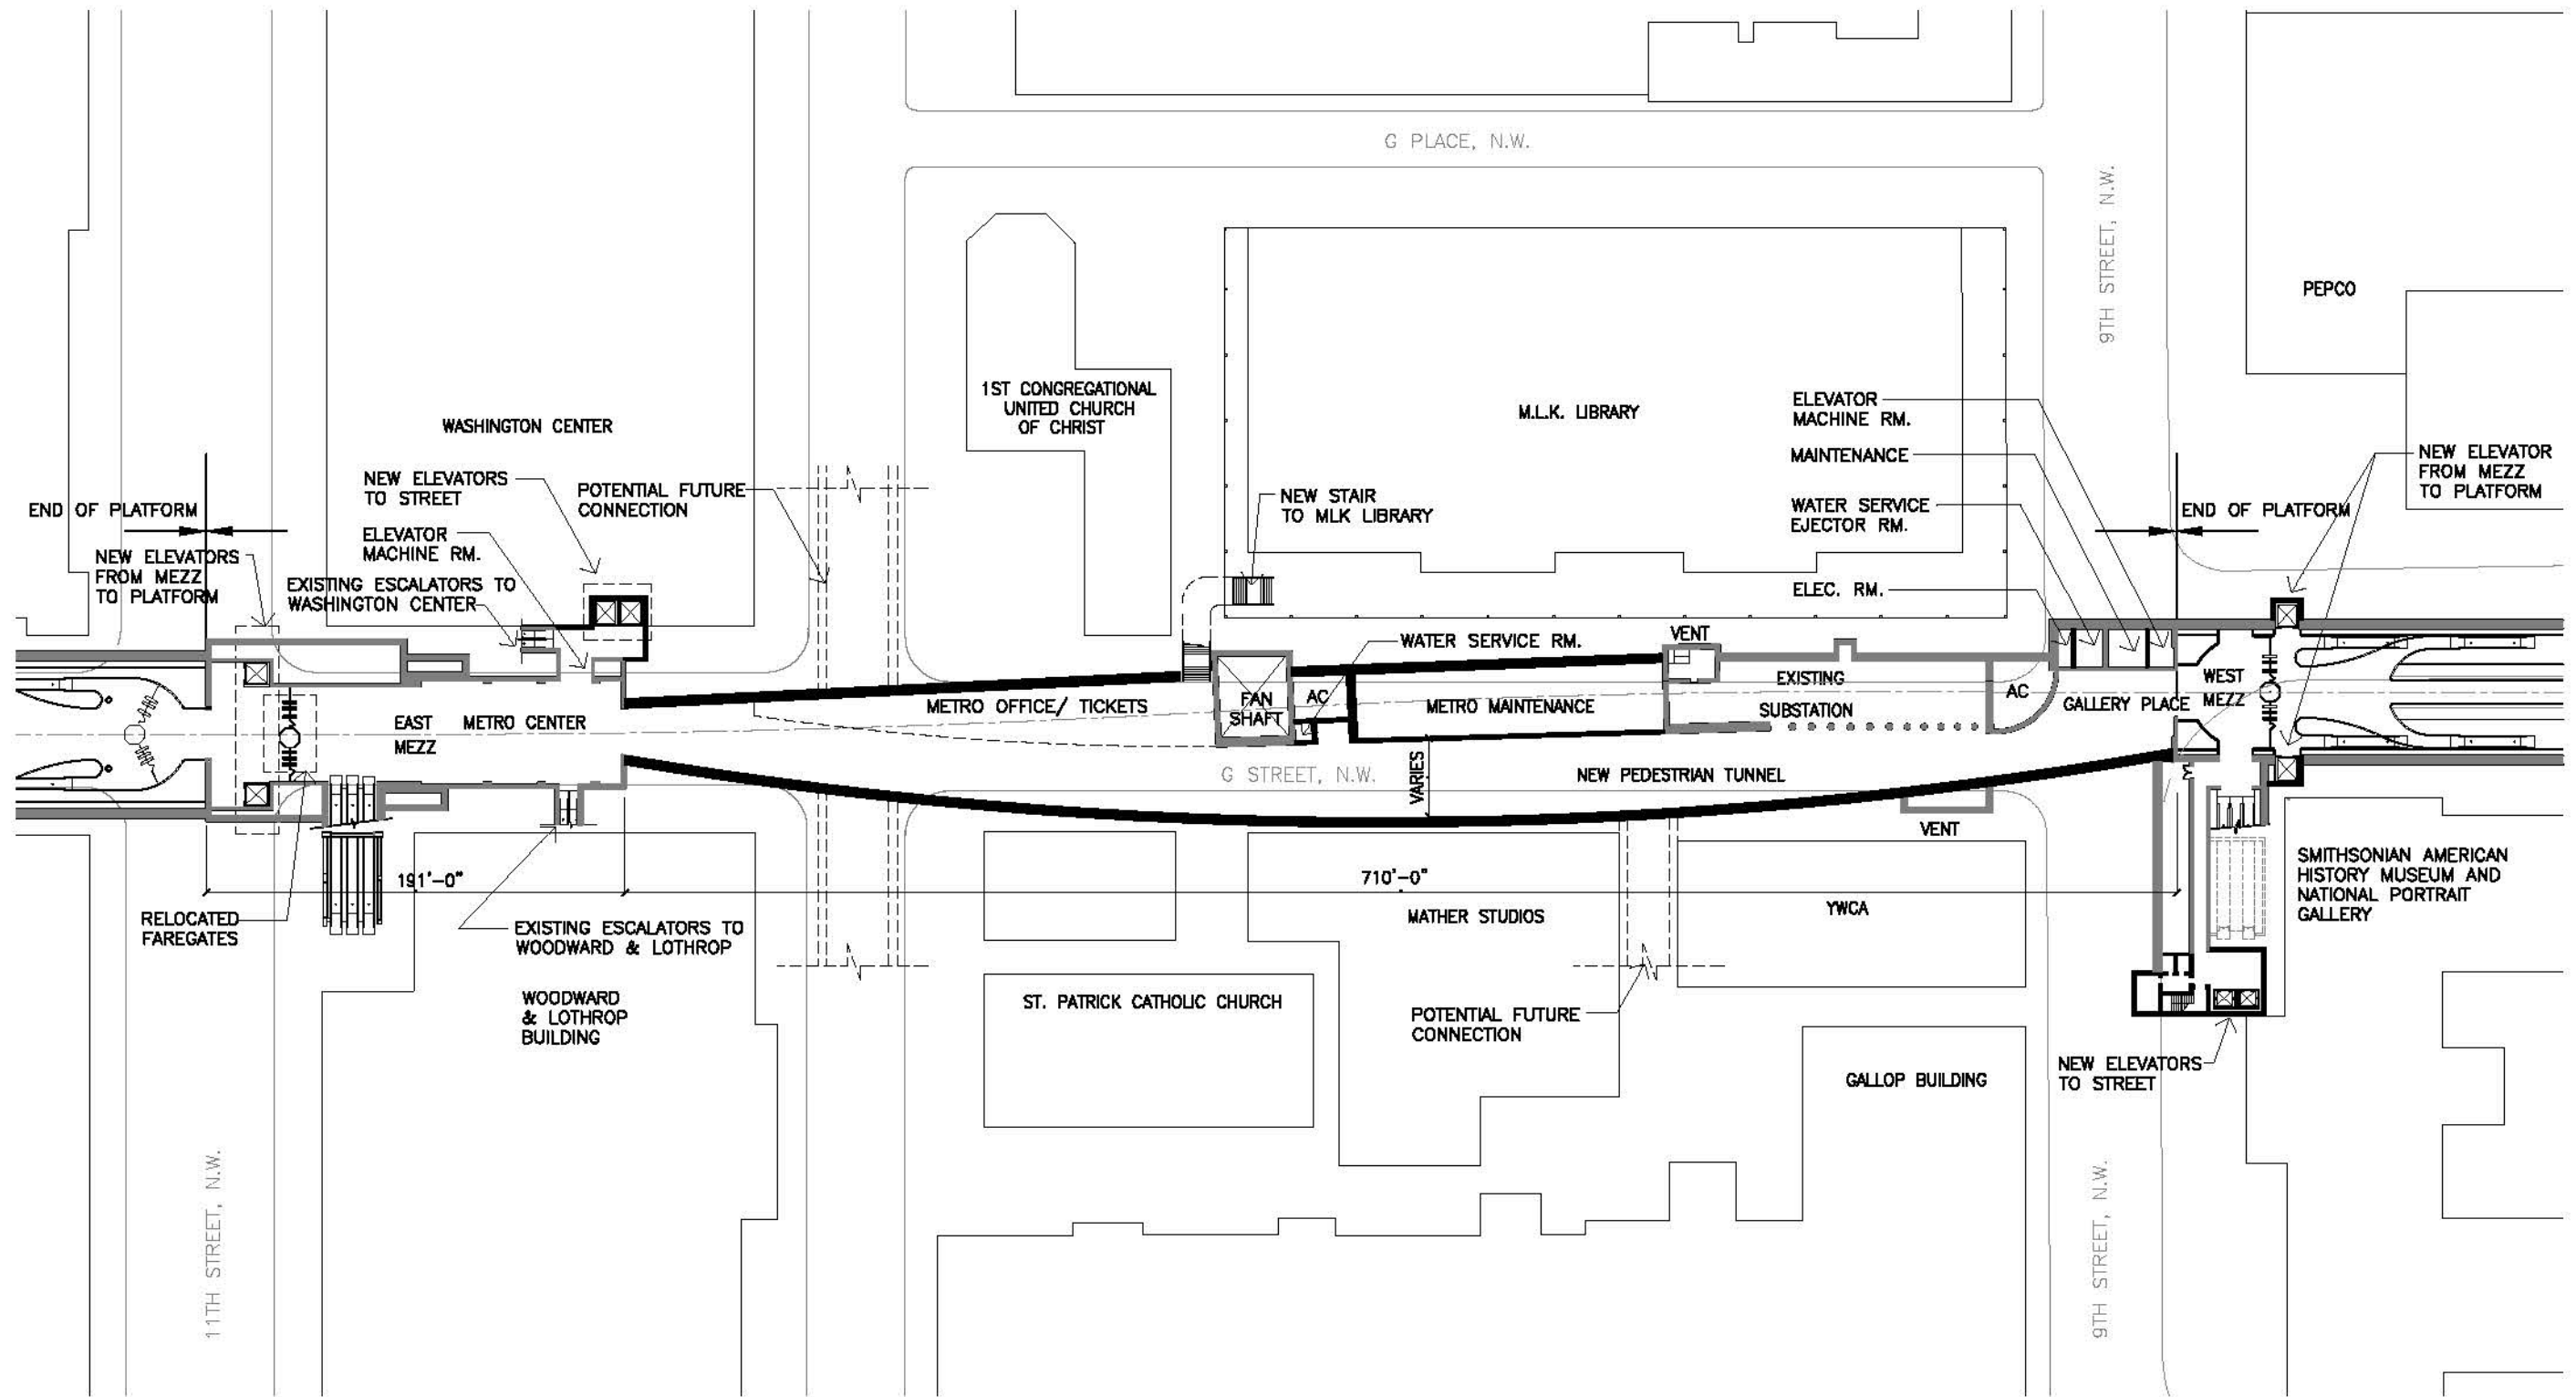 G PLACE, N.W.
9TH STREET, N.W.
PEPCO
1ST CONGREGATIONAL
UNITED CHURCH
OF CHRIST
M.L.K. LIBRARY
ELEVATOR
MACHINE RM.
MAINTENANCE
WATER SERVICE
EJECTOR RM.
ELEC. RM.
NEW ELEVATOR
FROM MEZZ
TO PLATFORM
END OF PLATFORM
WASHINGTON CENTER
NEW ELEVATORS
TO STREET
POTENTIAL FUTURE
CONNECTION
END OF PLATFORM
ELEVATOR
MACHINE RM.
NEW ELEVATORS
FROM MEZZ
TO PLATFORM
EXISTING ESCALATORS TO
WASHINGTON CENTER
NEW STAIR
TO MLK LIBRARY
WATER SERVICE RM.
VENT
EAST
MEZZ
METRO CENTER
METRO OFFICE/ TICKETS
FAN
SHAFT
AC
METRO MAINTENANCE
EXISTING
SUBSTATION
AC
GALLERY PLACE
WEST
MEZZ
G STREET, N.W.
VARIES
NEW PEDESTRIAN TUNNEL
VENT
191'-0"
710'-0"
RELOCATED
FAREGATES
EXISTING ESCALATORS TO
WOODWARD & LOTHROP
WOODWARD
& LOTHROP
BUILDING
MATHER STUDIOS
YWCA
SMITHSONIAN AMERICAN
HISTORY MUSEUM AND
NATIONAL PORTRAIT
GALLERY
ST. PATRICK CATHOLIC CHURCH
POTENTIAL FUTURE
CONNECTION
GALLOP BUILDING
NEW ELEVATORS
TO STREET
11TH STREET, N.W.
9TH STREET, N.W.